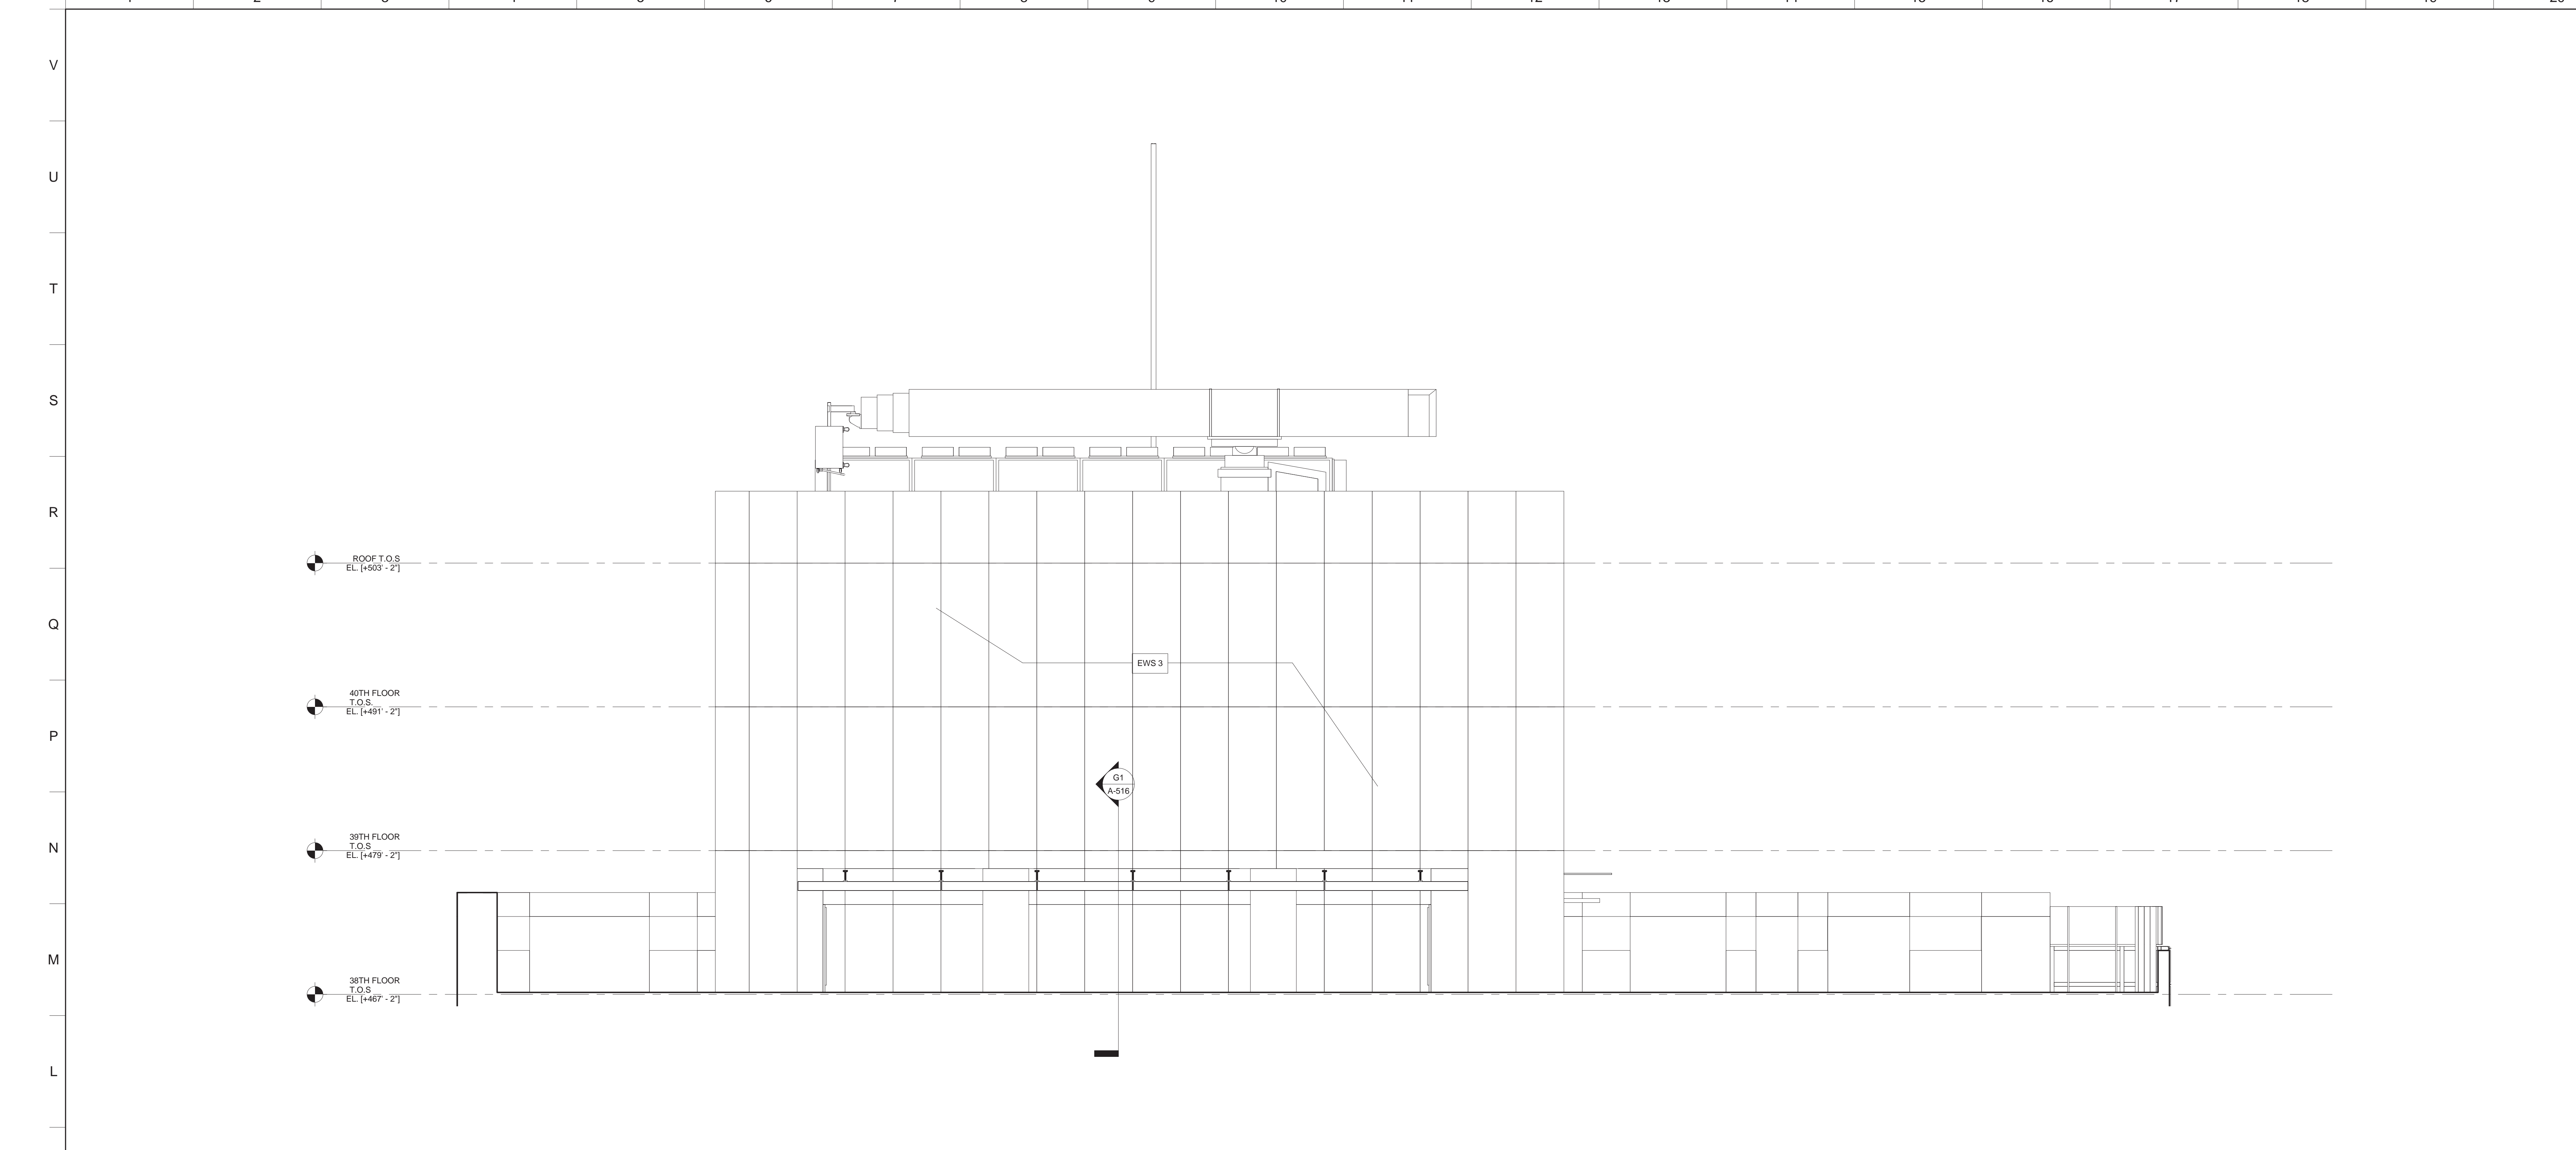 V
U
T
S
R
ROOF T.O.S
EL. [+503' - 2"]
Q
EWS 3
40TH FLOOR
T.O.S.
EL. [+491' - 2"]
P
G1
A-516
39TH FLOOR
T.O.S
EL. [+479' - 2"]
N
M
38TH FLOOR
T.O.S
EL. [+467' - 2"]
L